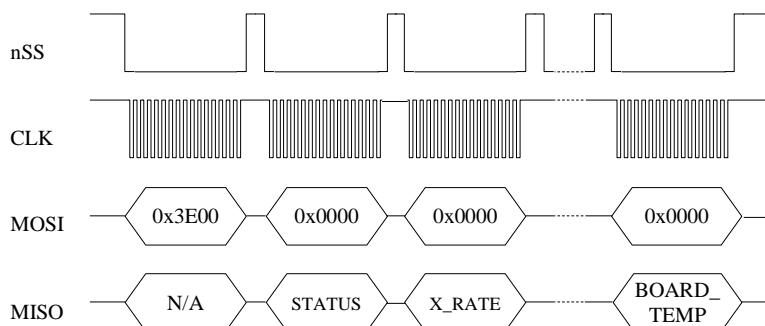 nSS
CLK
MOSI
0x3E00
0x0000
0x0000
0x0000
MISO
N/A
STATUS
X_RATE
BOARD_
TEMP